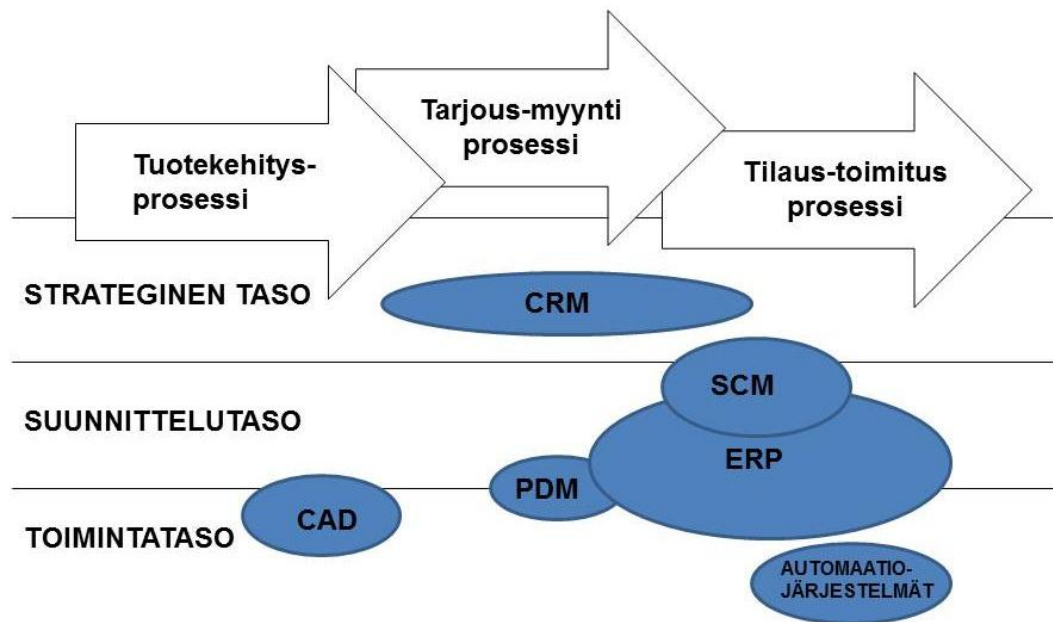 Tuotekehitys-
prosessi
Tarjous-myynti
prosessi
Tilaus-toimitus
prosessi
STRATEGINEN TASO
CRM
SCM
SUUNNITTELUTASO
ERP
PDM
CAD
TOIMINTATASO
AUTOMAATIO-
JÄRJESTELMÄT